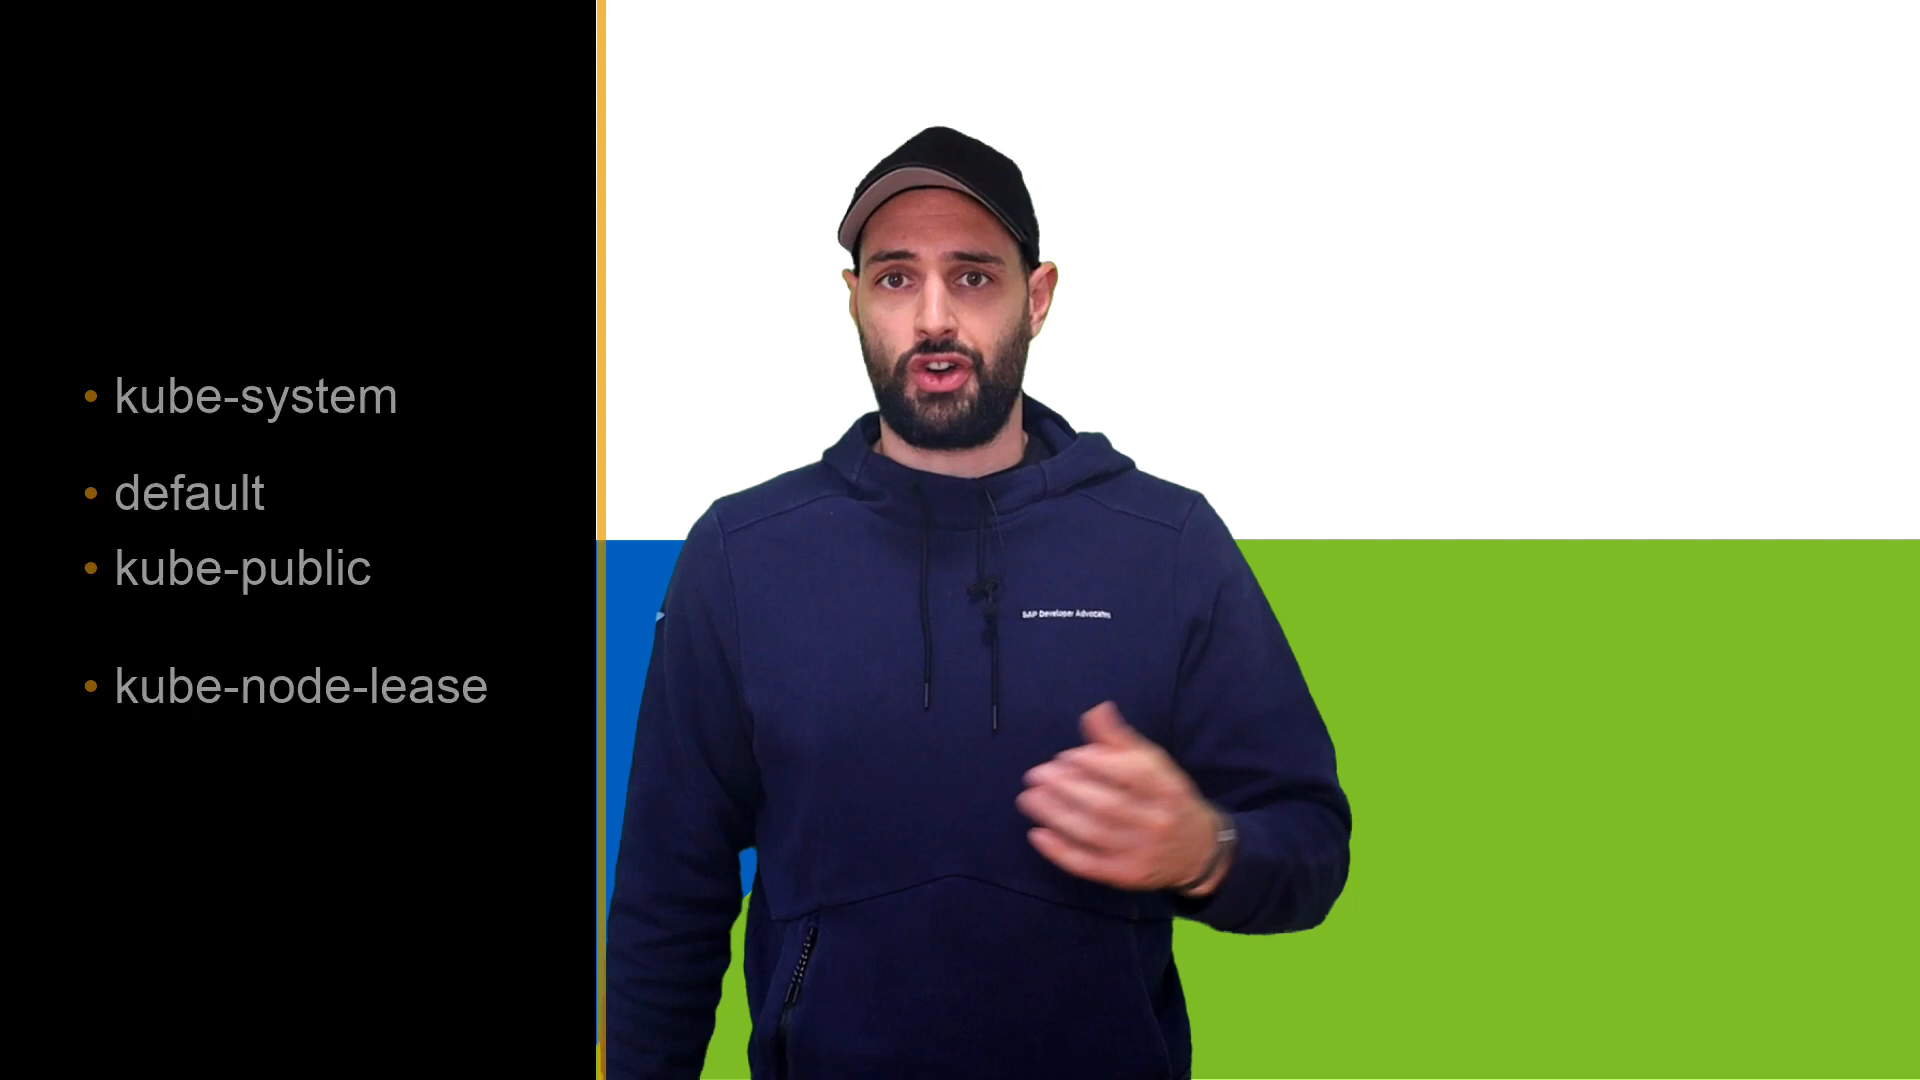 kube-system
default
kube-public
kube-node-lease
SAP Developer Advocates